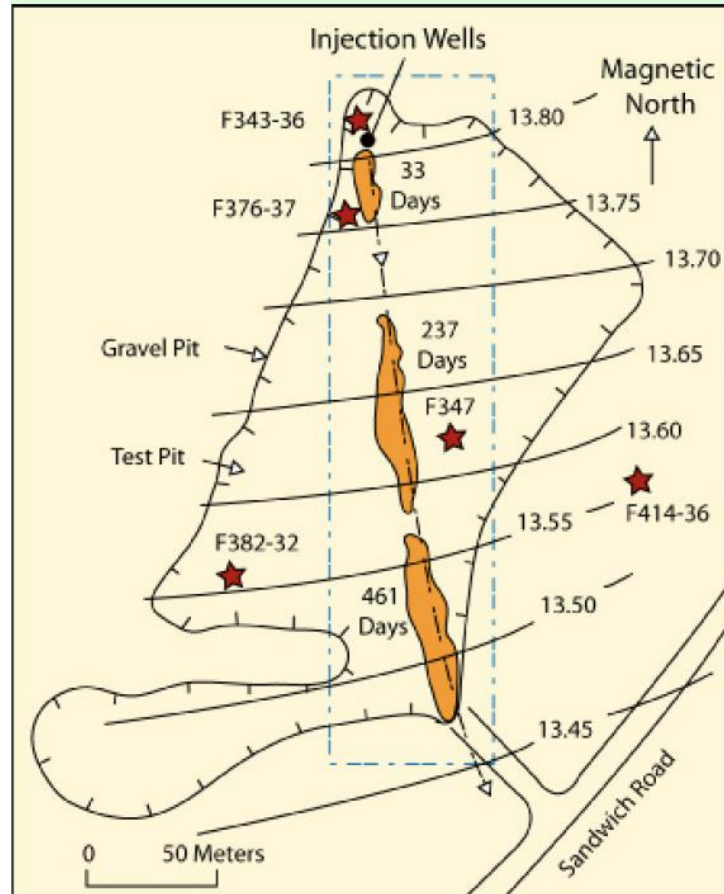 Injection Wells
Magnetic
North
F343-36
13.80
33
Days
F376-37
13.75
13.70
237
Days
Gravel Pit
13.65
F347
13.60
Test Pit
F414-36
13.55
F382-32
461
Days
13.50
13.45
Sandwich Road
0 50 Meters